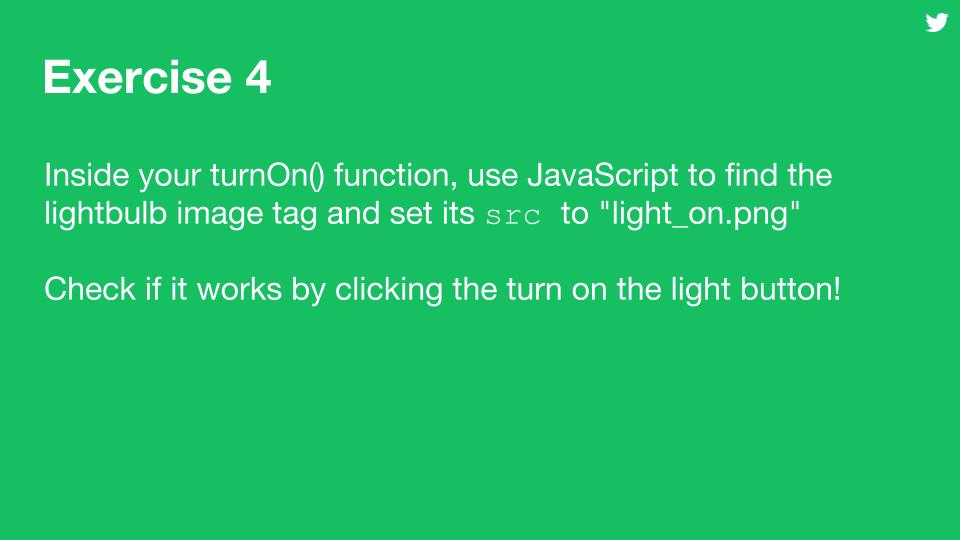 Exercise 4
Inside your turnOn() function, use JavaScript to find the
lightbulb image tag and set its src to "light_on.png"
Check if it works by clicking the turn on the light button!